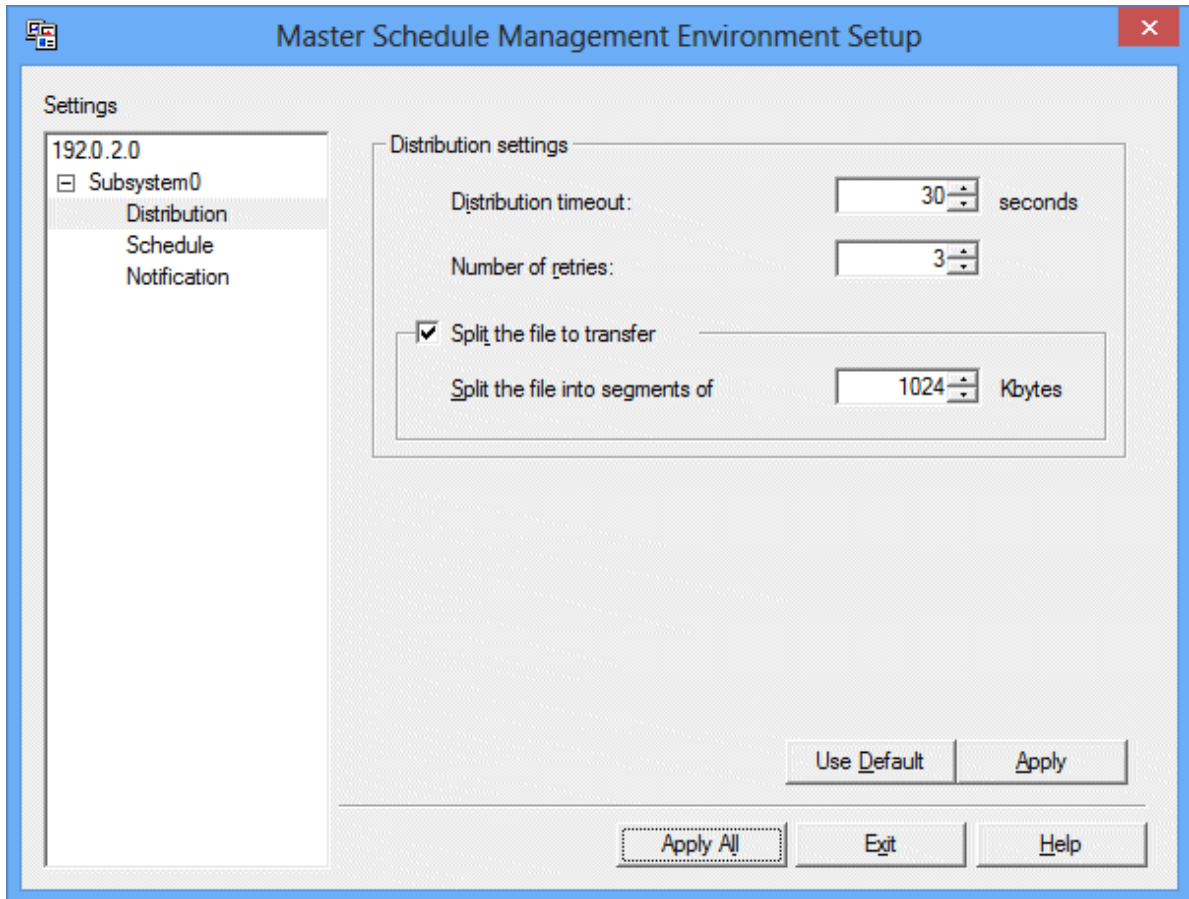 Master Schedule Management Environment Setup
Settings
192.0.2.0
Subsystem0
Distribution
Schedule
Notification
Distribution settings
Distribution timeout: 30 seconds
Number of retries: 3
Split the file to transfer
Split the file into segments of 1024 Kbytes
Use Default Apply
Apply All Exit Help